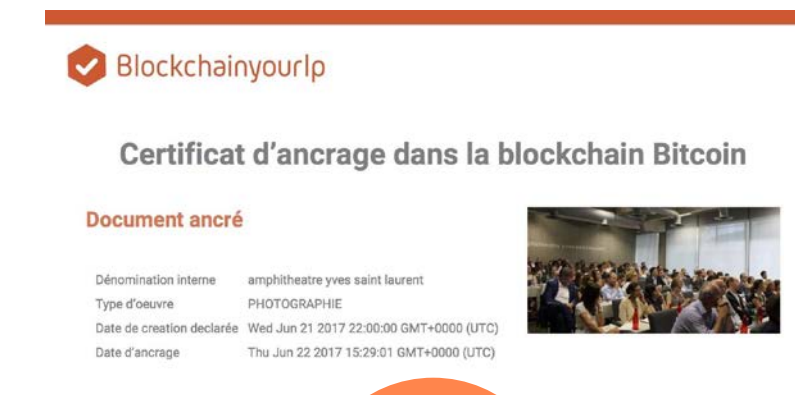 BlockchainyourIp
Certificat d'ancrage dans la blockchain Bitcoin
Document ancré
Dénomination interne amphitheatre yves saint laurent
Type d'oeuvre PHOTOGRAPHIE
Date de creation declarée Wed Jun 21 2017 22:00:00 GMT+0000 (UTC)
Date d'ancrage Thu Jun 22 2017 15:29:01 GMT+0000 (UTC)